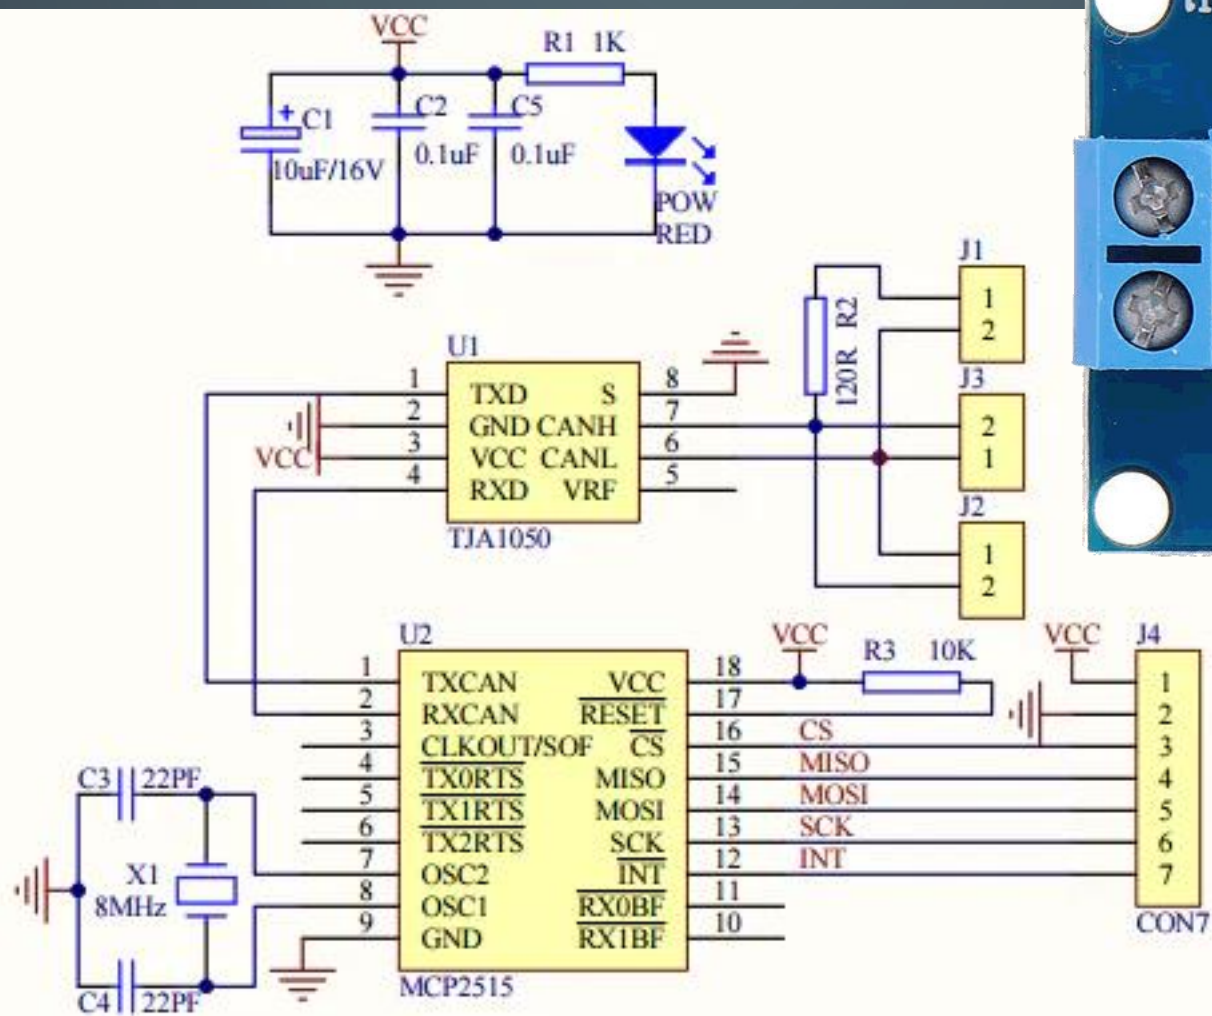 VCC
R1 1K
+ C1
C2
C5
10uF/16V
0.1uF
0.1uF
POW
RED
J1
1
2
120R R2
U1
1 TXD S 8
2 GND CANH 7
VCC 3 VCC CANL 6
4 RXD VRF 5
TJA1050
J3
2
1
J2
1
2
U2
1 TXCAN VCC 18
2 RXCAN RESET 17
3 CLKOUT/SOF CS 16
4 TX0RTS MISO 15
5 TX1RTS MOSI 14
6 TX2RTS SCK 13
7 OSC2 INT 12
8 OSC1 RX0BF 11
9 GND RX1BF 10
MCP2515
VCC
R3 10K
CS
MISO
MOSI
SCK
INT
VCC
J4
1
2
3
4
5
6
7
CON7
C3 22PF
X1
8MHz
C4 22PF